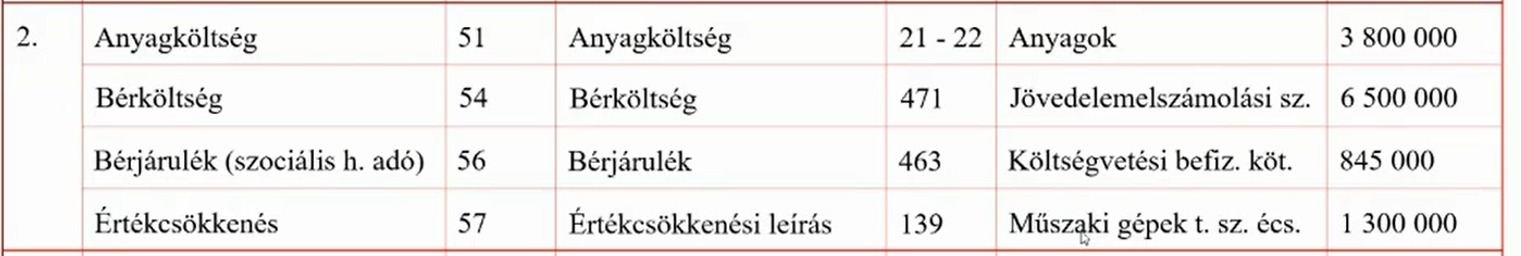 2. Anyagköltség 51 Anyagköltség 21 - 22 Anyagok 3 800 000
Bérköltség 54 Bérköltség 471 Jövedelemelszámolási sz. 6 500 000
Bérjárulék (szociális h. adó) 56 Bérjárulék 463 Költségvetési befiz. köt. 845 000
Értékcsökkenés 57 Értékcsökkenési leírás 139 Műszaki gépek t. sz. écs. 1 300 000